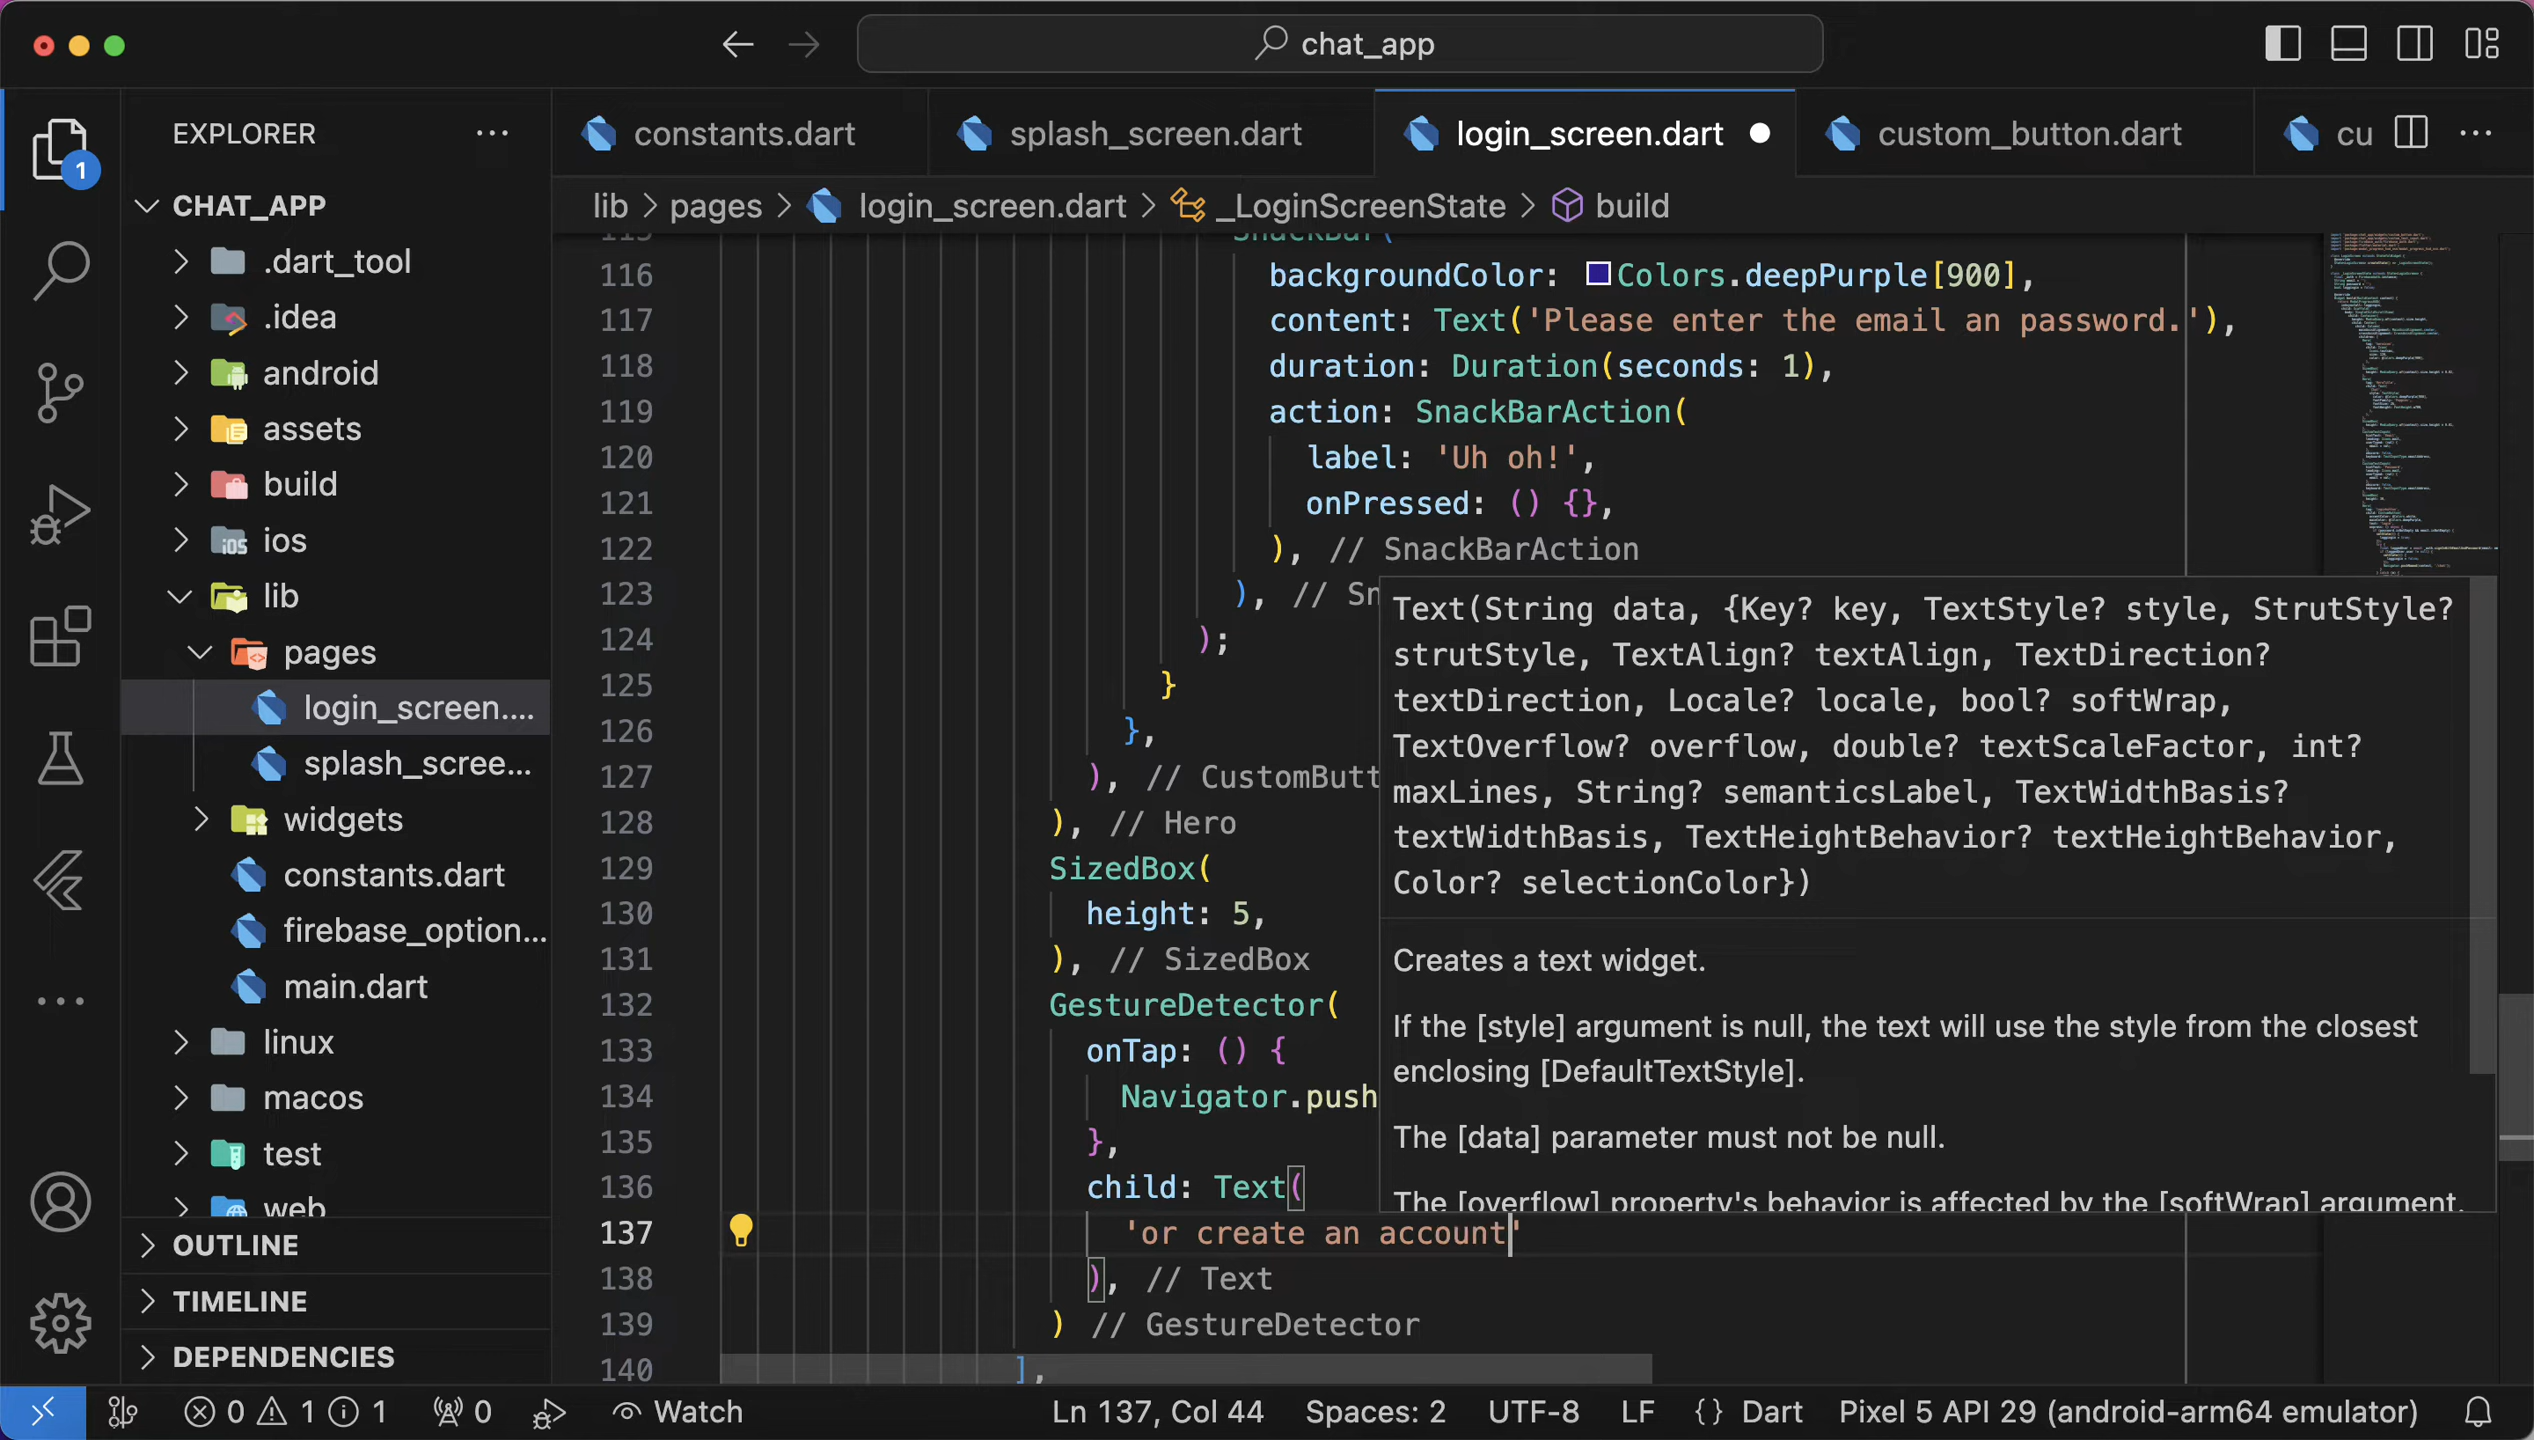 chat_app
EXPLORER
constants.dart
splash_screen.dart
login_screen.dart
custom_button.dart
cu
1
CHAT_APP
lib > pages > login_screen.dart > _LoginScreenState > build
.dart_tool
.idea
android
assets
build
ios
lib
pages
login_screen....
splash_scree...
widgets
constants.dart
firebase_option...
main.dart
linux
macos
test
web
OUTLINE
TIMELINE
DEPENDENCIES
115 SnackBar(
116 backgroundColor: Colors.deepPurple[900],
117 content: Text('Please enter the email an password.'),
118 duration: Duration(seconds: 1),
119 action: SnackBarAction(
120 label: 'Uh oh!',
121 onPressed: () {},
122 ), // SnackBarAction
123 ), // Sn
124 );
125 }
126 },
127 ), // CustomButt
128 ), // Hero
129 SizedBox(
130 height: 5,
131 ), // SizedBox
132 GestureDetector(
133 onTap: () {
134 Navigator.push
135 },
136 child: Text(
137 'or create an account'
138 ), // Text
139 ) // GestureDetector
140 ],
Text(String data, {Key? key, TextStyle? style, StrutStyle?
strutStyle, TextAlign? textAlign, TextDirection?
textDirection, Locale? locale, bool? softWrap,
TextOverflow? overflow, double? textScaleFactor, int?
maxLines, String? semanticsLabel, TextWidthBasis?
textWidthBasis, TextHeightBehavior? textHeightBehavior,
Color? selectionColor})
Creates a text widget.
If the [style] argument is null, the text will use the style from the closest
enclosing [DefaultTextStyle].
The [data] parameter must not be null.
The [overflow] property's behavior is affected by the [softWrap] argument.
0 1 1 0 Watch Ln 137, Col 44 Spaces: 2 UTF-8 LF {} Dart Pixel 5 API 29 (android-arm64 emulator)